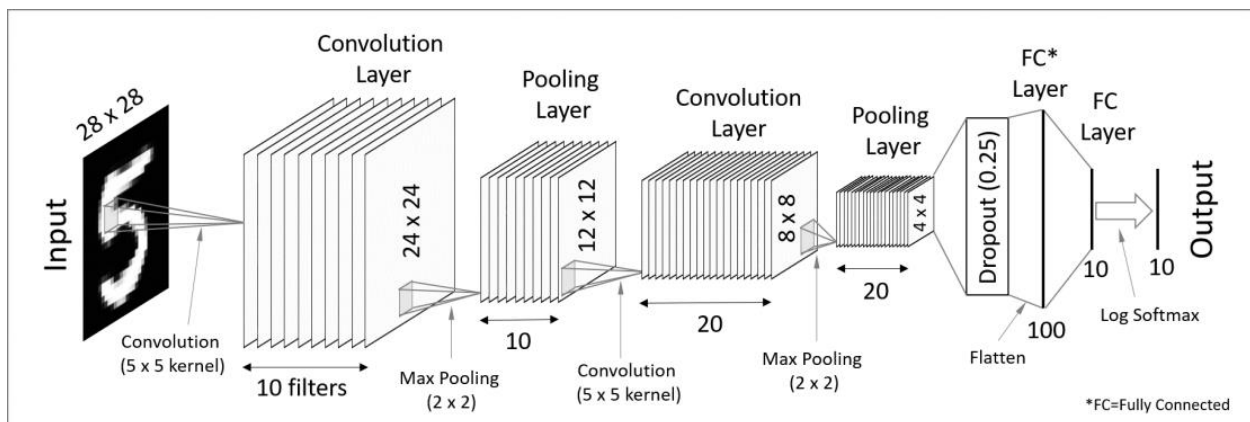 Input
28 x 28
Convolution
(5 x 5 kernel)
Convolution
Layer
24 x 24
10 filters
Max Pooling
(2 x 2)
Pooling
Layer
12 x 12
10
Convolution
(5 x 5 kernel)
Convolution
Layer
8 x 8
20
Max Pooling
(2 x 2)
Pooling
Layer
4 x 4
20
Dropout (0.25)
Flatten
FC*
Layer
100
FC
Layer
10
Log Softmax
10
Output
*FC=Fully Connected